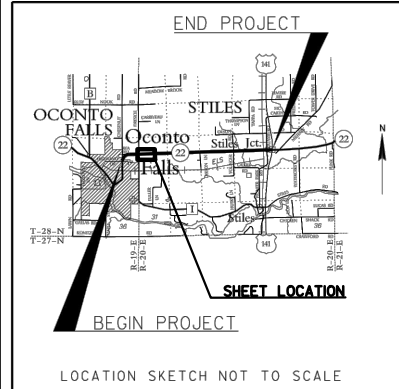 END PROJECT
141
B
OCONTO
FALLS
STILES
Oconto
Falls
22
22
22
Stiles Jct.
ELS
I
Stiles
31
36
36
T-28-N
T-27-N
R-19-E
R-20-E
R-20-E
R-21-E
141
N
SHEET LOCATION
BEGIN PROJECT
LOCATION SKETCH NOT TO SCALE